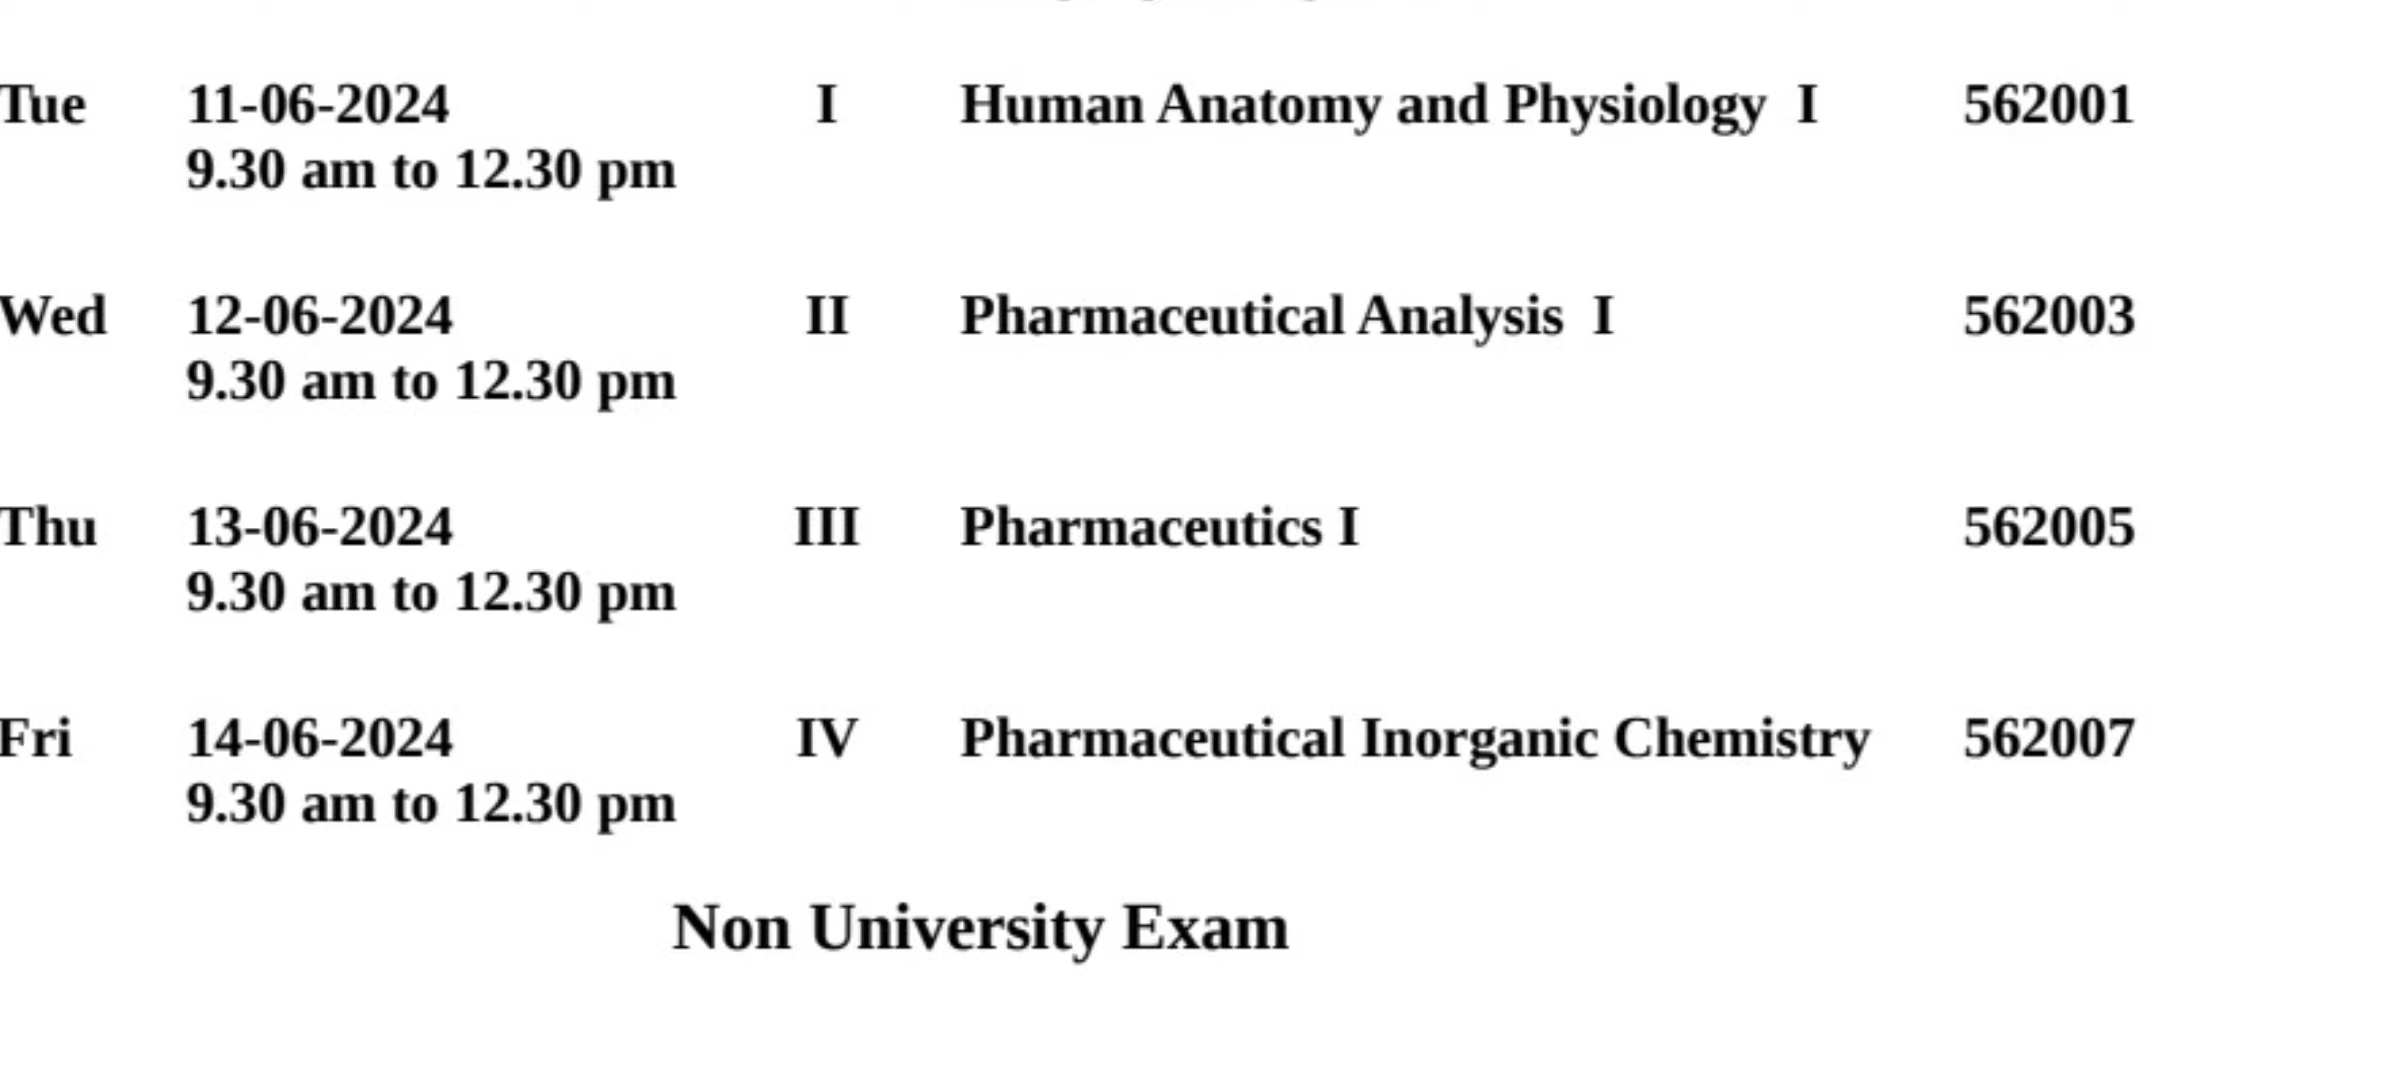 Tue 11-06-2024 I Human Anatomy and Physiology I 562001
9.30 am to 12.30 pm
Wed 12-06-2024 II Pharmaceutical Analysis I 562003
9.30 am to 12.30 pm
Thu 13-06-2024 III Pharmaceutics I 562005
9.30 am to 12.30 pm
Fri 14-06-2024 IV Pharmaceutical Inorganic Chemistry 562007
9.30 am to 12.30 pm
Non University Exam